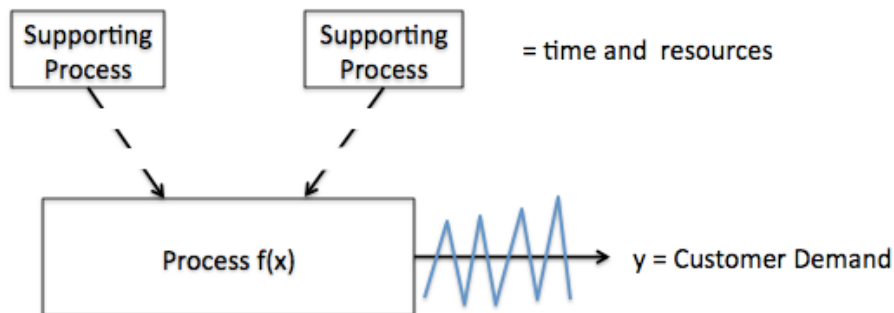 Supporting
Process
Supporting
Process
= time and resources
Process f(x)
y = Customer Demand